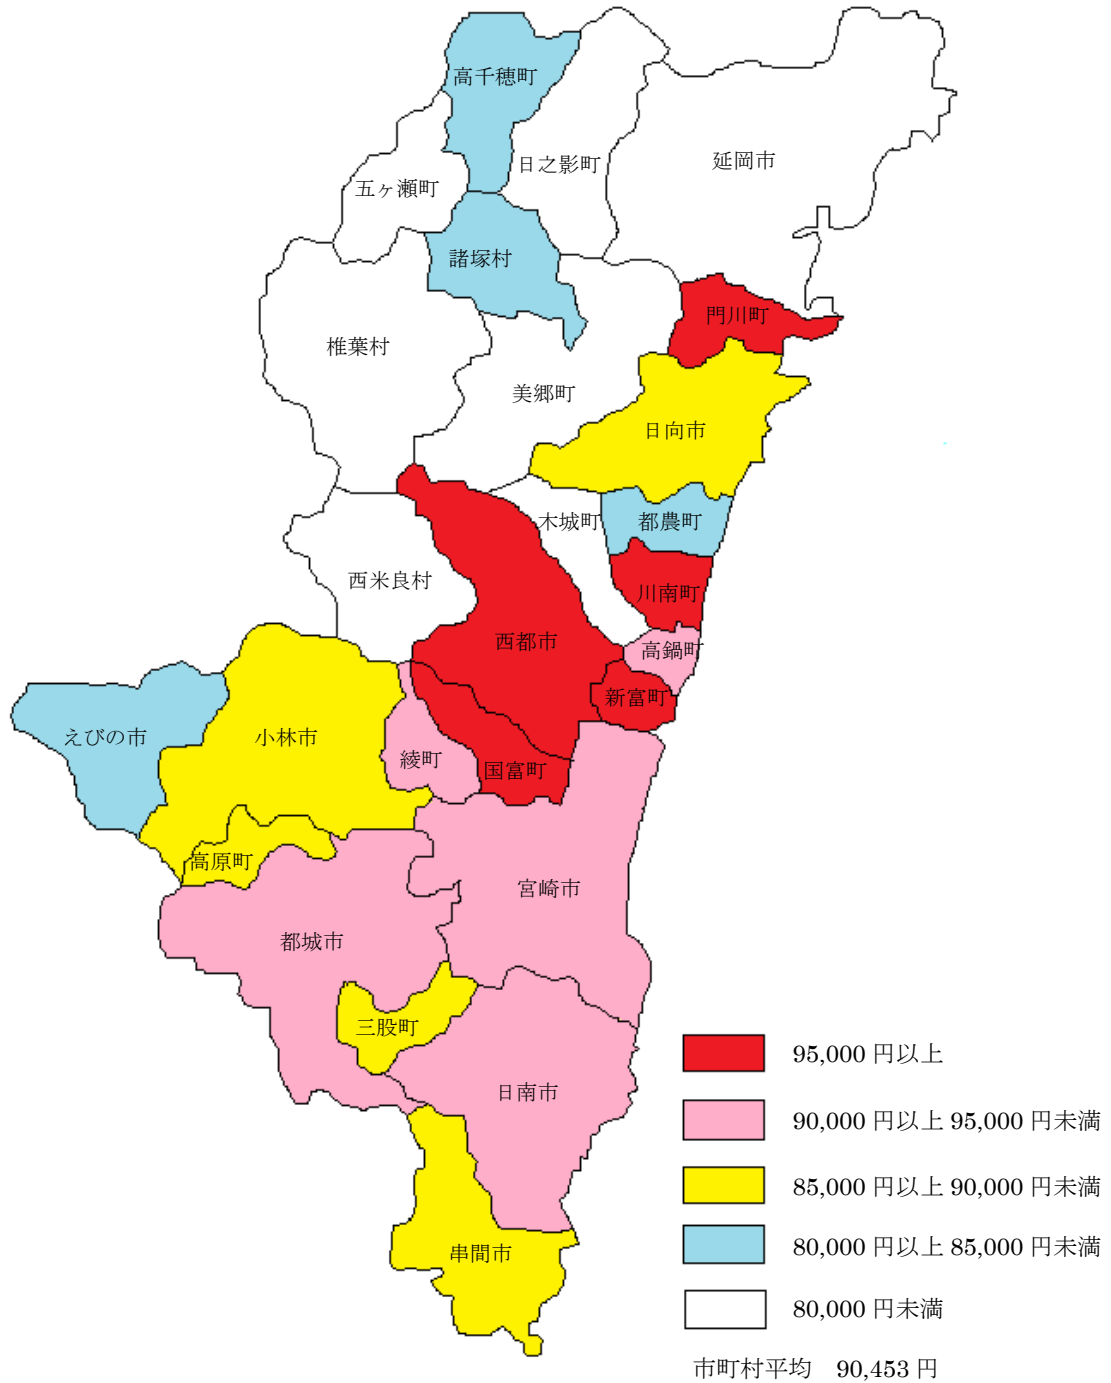 高千穂町
日之影町
延岡市
五ヶ瀬町
諸塚村
門川町
椎葉村
美郷町
日向市
木城町
都農町
西米良村
川南町
西都市
高鍋町
新富町
えびの市
小林市
綾町
国富町
高原町
宮崎市
都城市
三股町
日南市
串間市
95,000 円以上
90,000 円以上 95,000 円未満
85,000 円以上 90,000 円未満
80,000 円以上 85,000 円未満
80,000 円未満
市町村平均　90,453 円